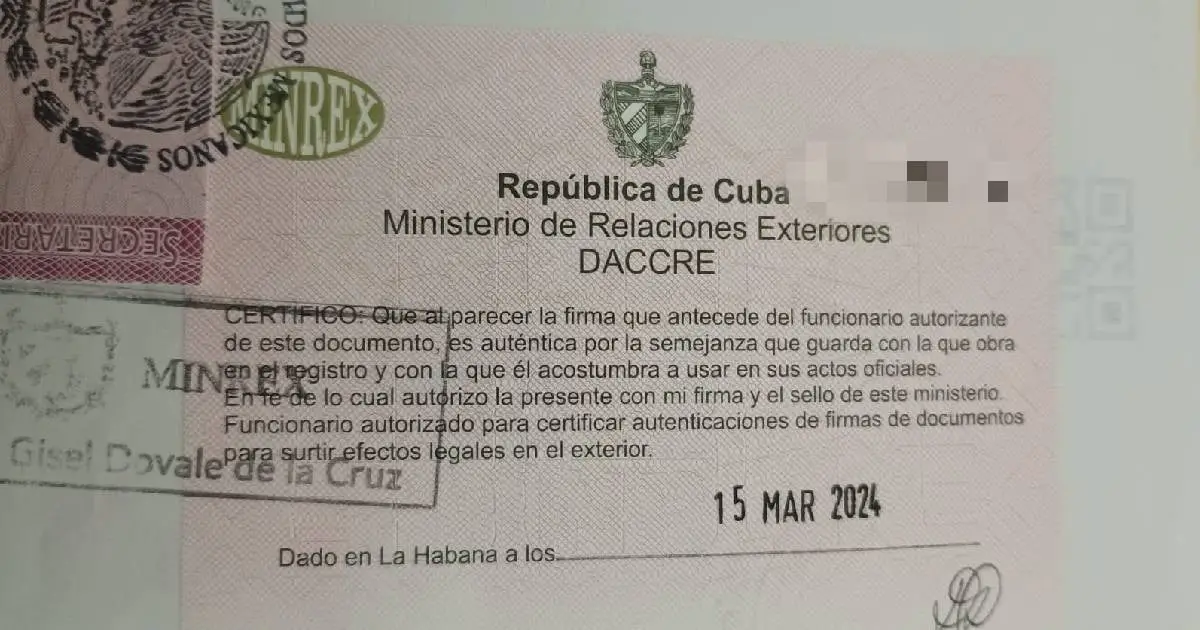 DOS MEXICANOS
MINREX
República de Cuba
Ministerio de Relaciones Exteriores
DACCRE
SECRETARI
CERTIFICO: Que al parecer la firma que antecede del funcionario autorizante
de este documento, es auténtica por la semejanza que guarda con la que obra
en el registro y con la que él acostumbra a usar en sus actos oficiales.
En fe de lo cual autorizo la presente con mi firma y el sello de este ministerio.
Funcionario autorizado para certificar autenticaciones de firmas de documentos
para surtir efectos legales en el exterior.
MINREX
Gisel Dovale de la Cruz
15 MAR 2024
Dado en La Habana a los